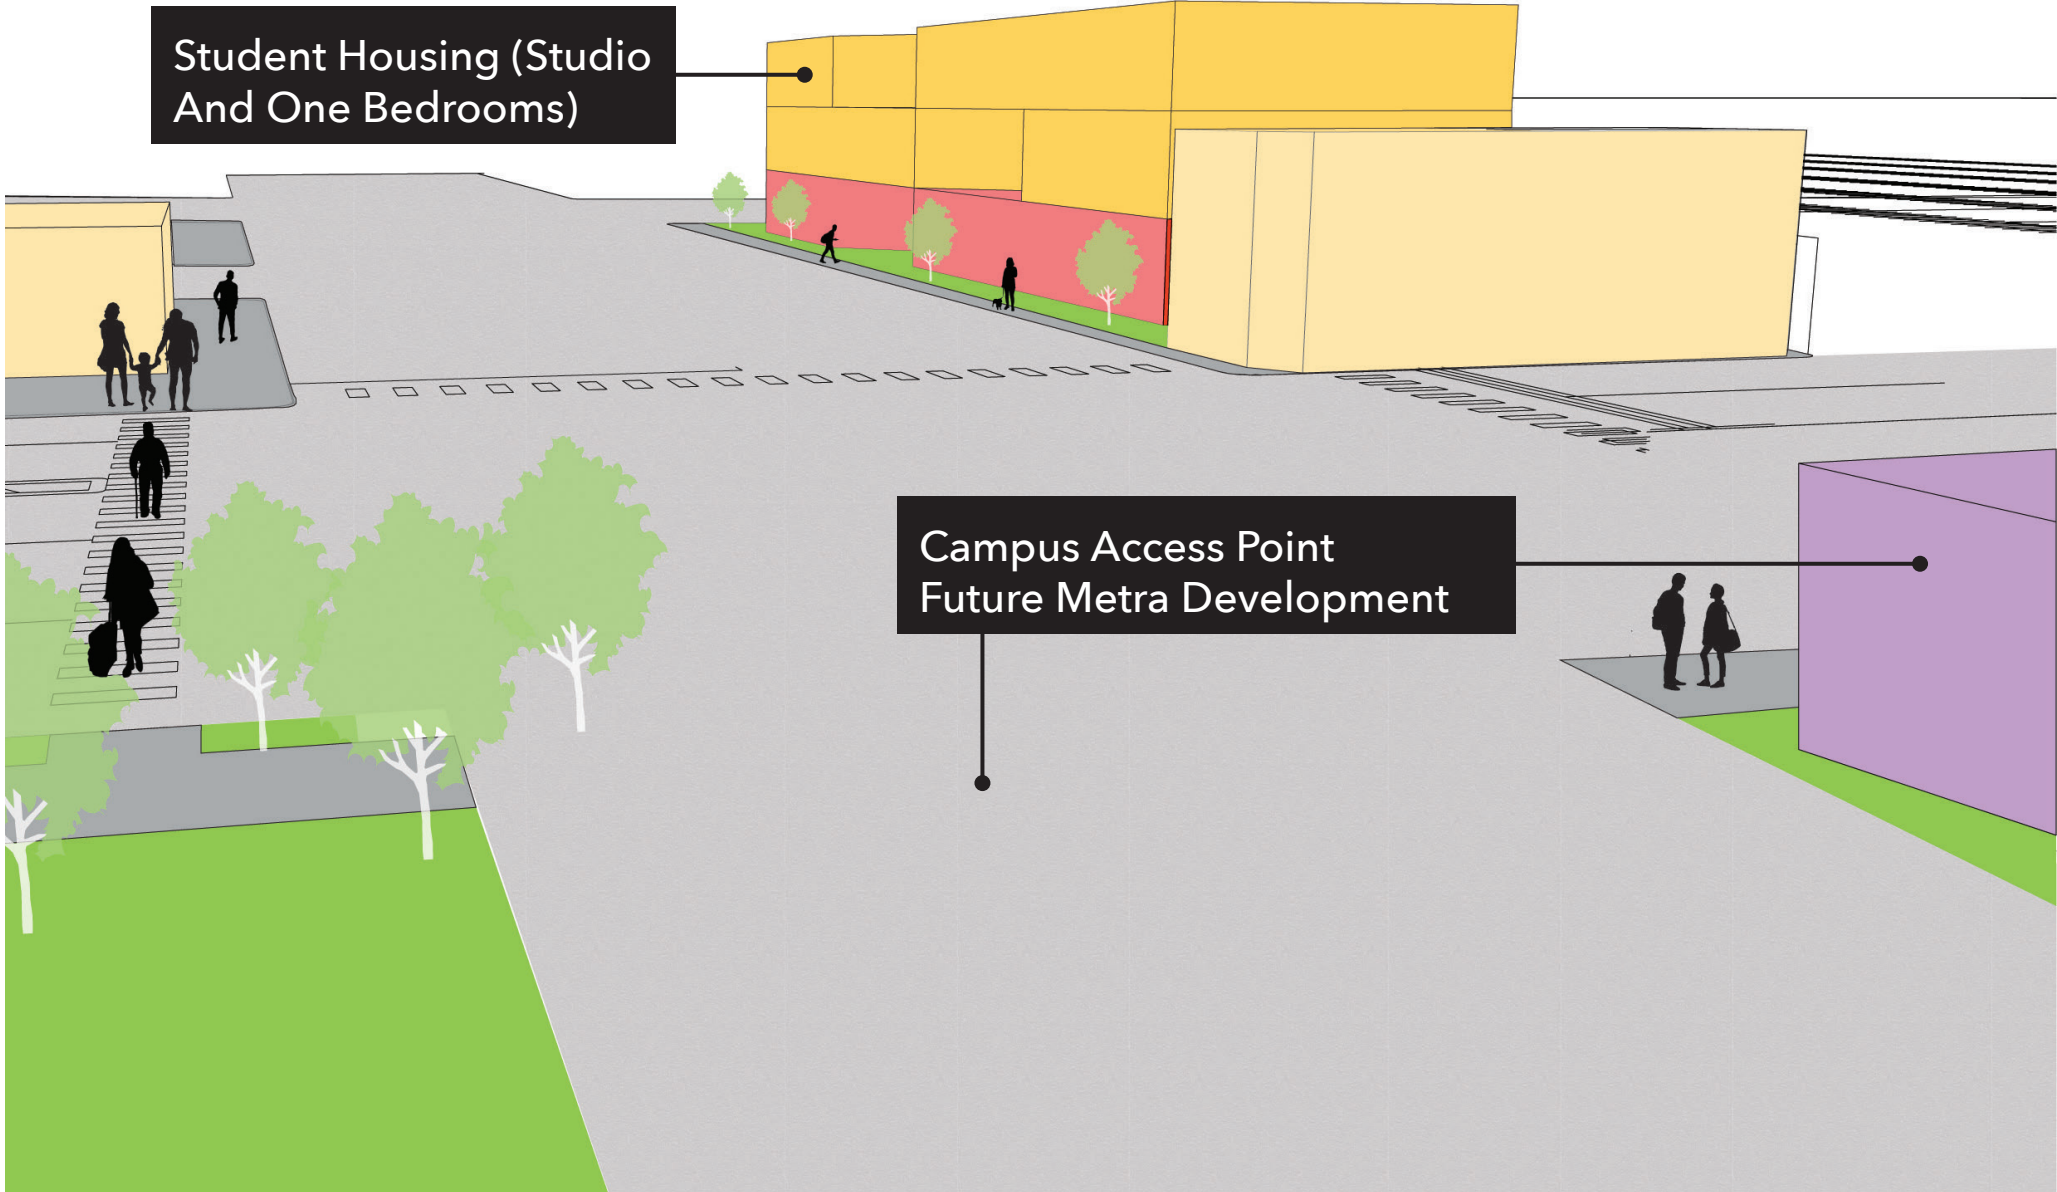 Student Housing (Studio
And One Bedrooms)
Campus Access Point
Future Metra Development